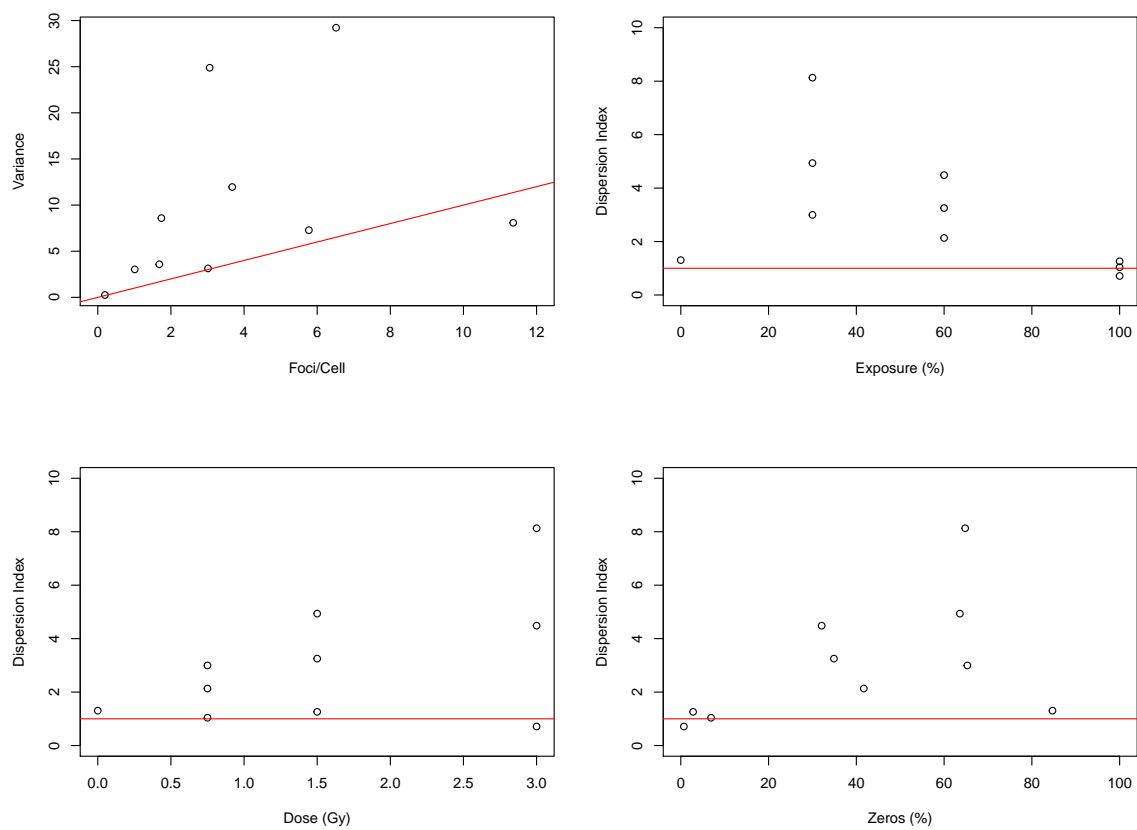 Variance
0 5 10 15 20 25 30
0 2 4 6 8 10 12
Foci/Cell
Dispersion Index
0 2 4 6 8 10
0 20 40 60 80 100
Exposure (%)
Dispersion Index
0 2 4 6 8 10
0.0 0.5 1.0 1.5 2.0 2.5 3.0
Dose (Gy)
Dispersion Index
0 2 4 6 8 10
0 20 40 60 80 100
Zeros (%)